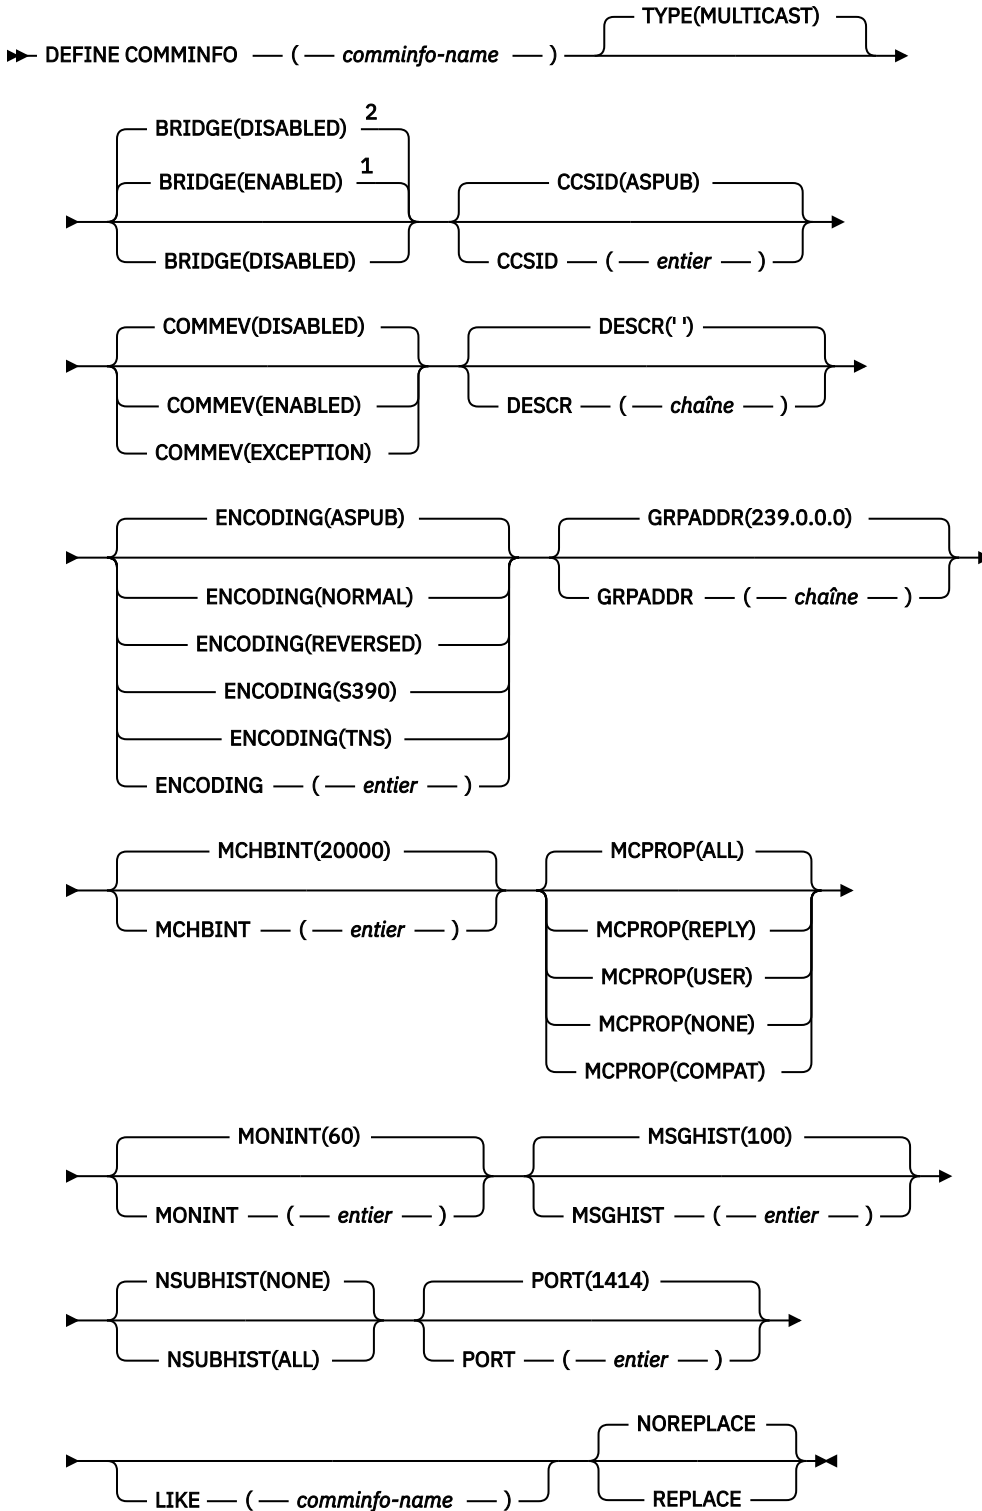 TYPE(MULTICAST)
DEFINE COMMINFO ( comminfo-name )
BRIDGE(DISABLED) 2
BRIDGE(ENABLED) 1
CCSID(ASPUB)
BRIDGE(DISABLED)
CCSID ( entier )
COMMEV(DISABLED)
DESCR(' ')
COMMEV(ENABLED)
DESCR ( chaîne )
COMMEV(EXCEPTION)
ENCODING(ASPUB)
GRPADDR(239.0.0.0)
ENCODING(NORMAL)
GRPADDR ( chaîne )
ENCODING(REVERSED)
ENCODING(S390)
ENCODING(TNS)
ENCODING ( entier )
MCHBINT(20000)
MCPROP(ALL)
MCHBINT ( entier )
MCPROP(REPLY)
MCPROP(USER)
MCPROP(NONE)
MCPROP(COMPAT)
MONINT(60)
MSGHIST(100)
MONINT ( entier )
MSGHIST ( entier )
NSUBHIST(NONE)
PORT(1414)
NSUBHIST(ALL)
PORT ( entier )
NOREPLACE
LIKE ( comminfo-name )
REPLACE